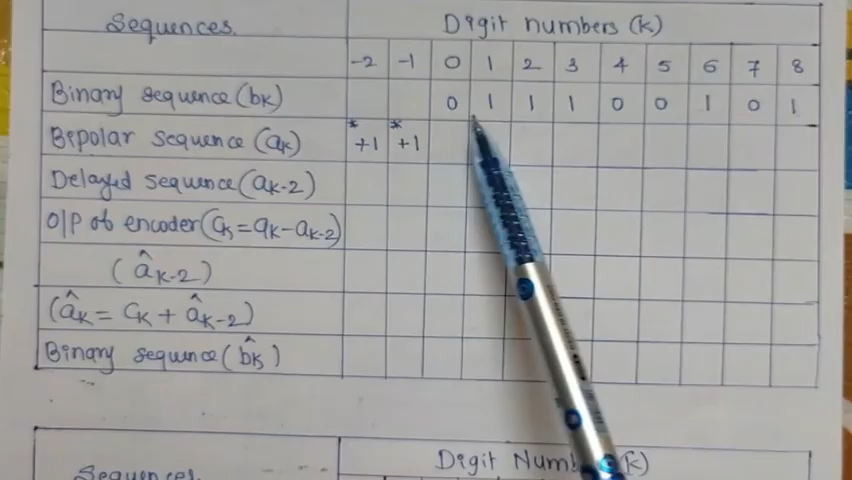 Sequences. Digit numbers (k)
-2 -1 0 1 2 3 4 5 6 7 8
Binary sequence (bk) 0 1 1 1 0 0 1 0 1
Bipolar sequence (ak) *+1 *+1
Delayed sequence (ak-2)
O/P of encoder (Ck = ak - ak-2)
(âk-2)
(âk = Ck + âk-2)
Binary sequence (b̂k)
Sequences. Digit Numb (k)